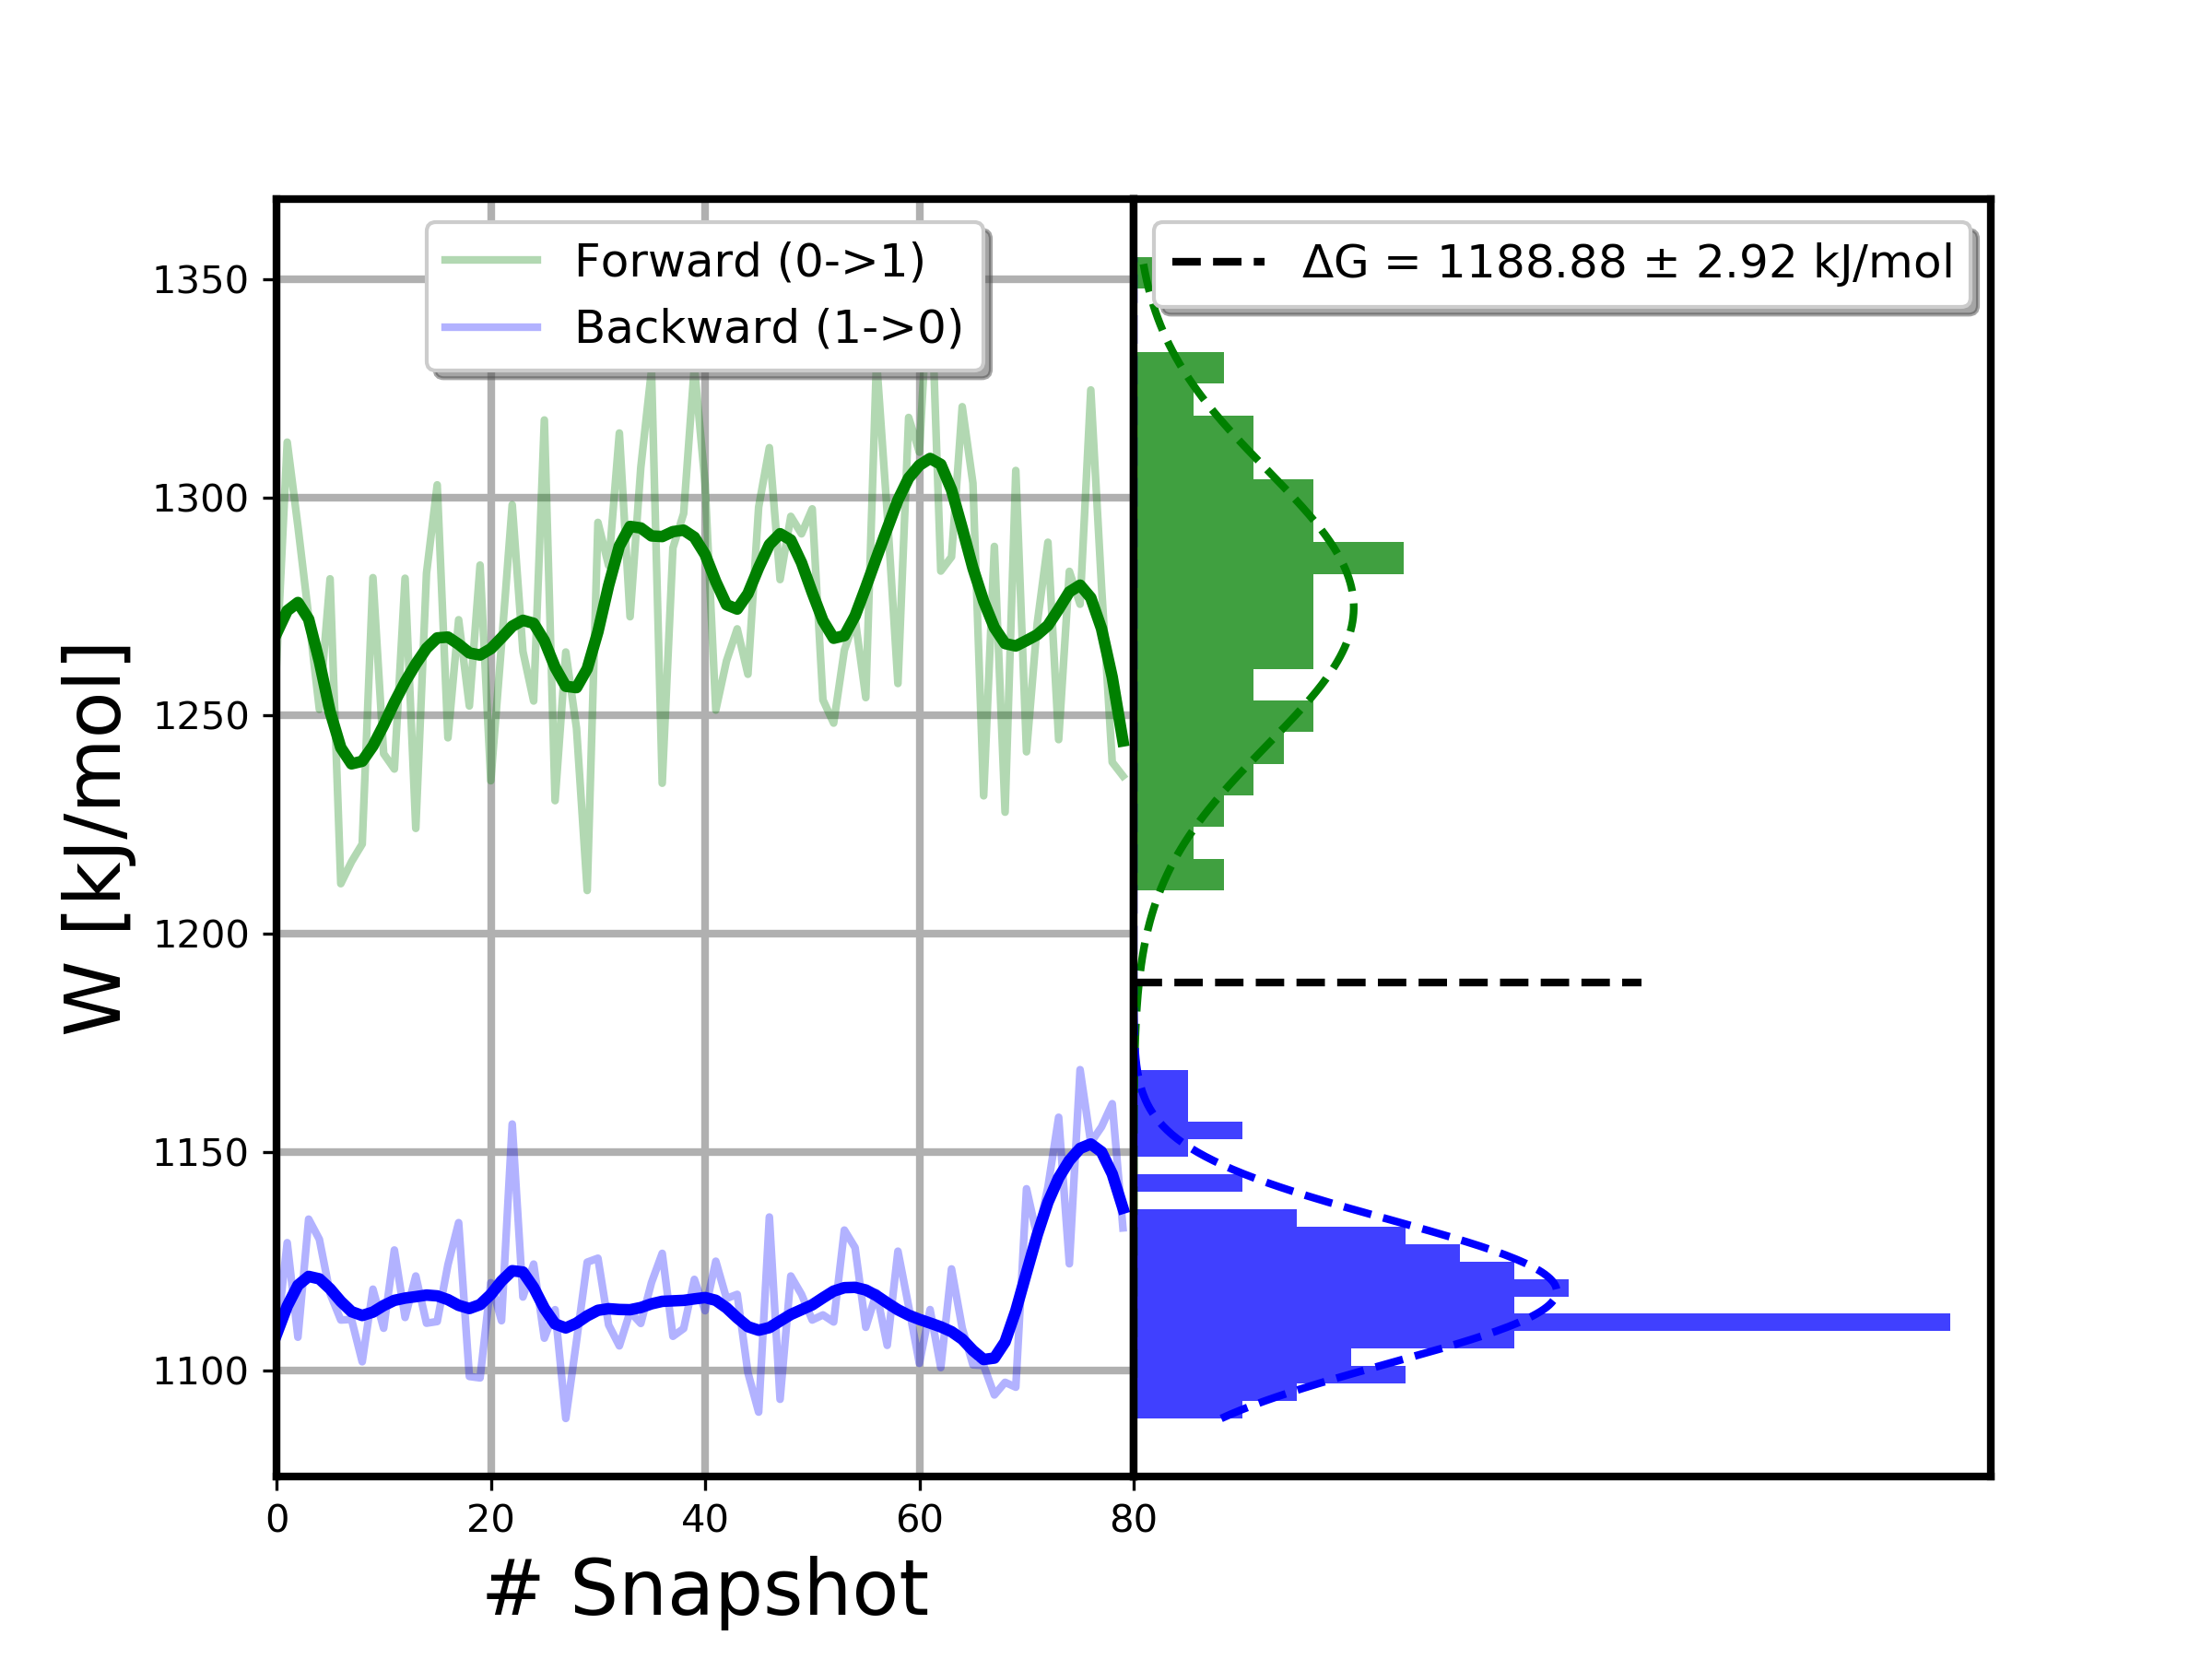 Forward (0->1)
Backward (1->0)
ΔG = 1188.88 ± 2.92 kJ/mol
W [kJ/mol]
1350
1300
1250
1200
1150
1100
0 20 40 60 80
# Snapshot